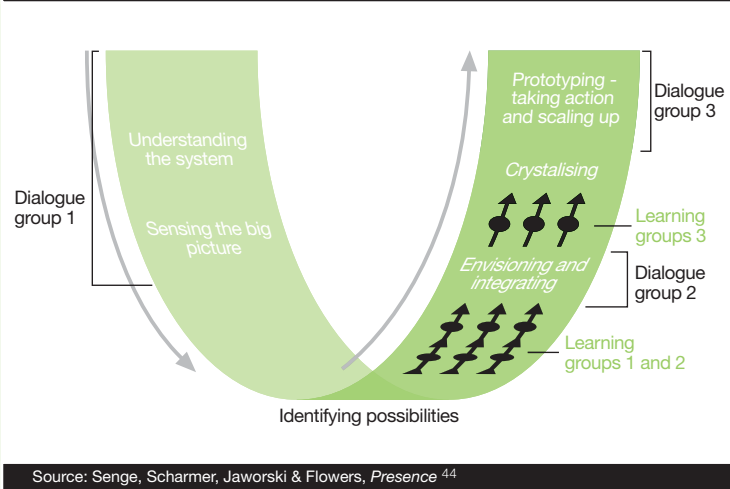 Understanding
the system
Sensing the big
picture
Dialogue
group 1
Identifying possibilities
Prototyping -
taking action
and scaling up
Dialogue
group 3
Crystalising
Learning
groups 3
Envisioning and
integrating
Dialogue
group 2
Learning
groups 1 and 2
Source: Senge, Scharmer, Jaworski & Flowers, Presence 44